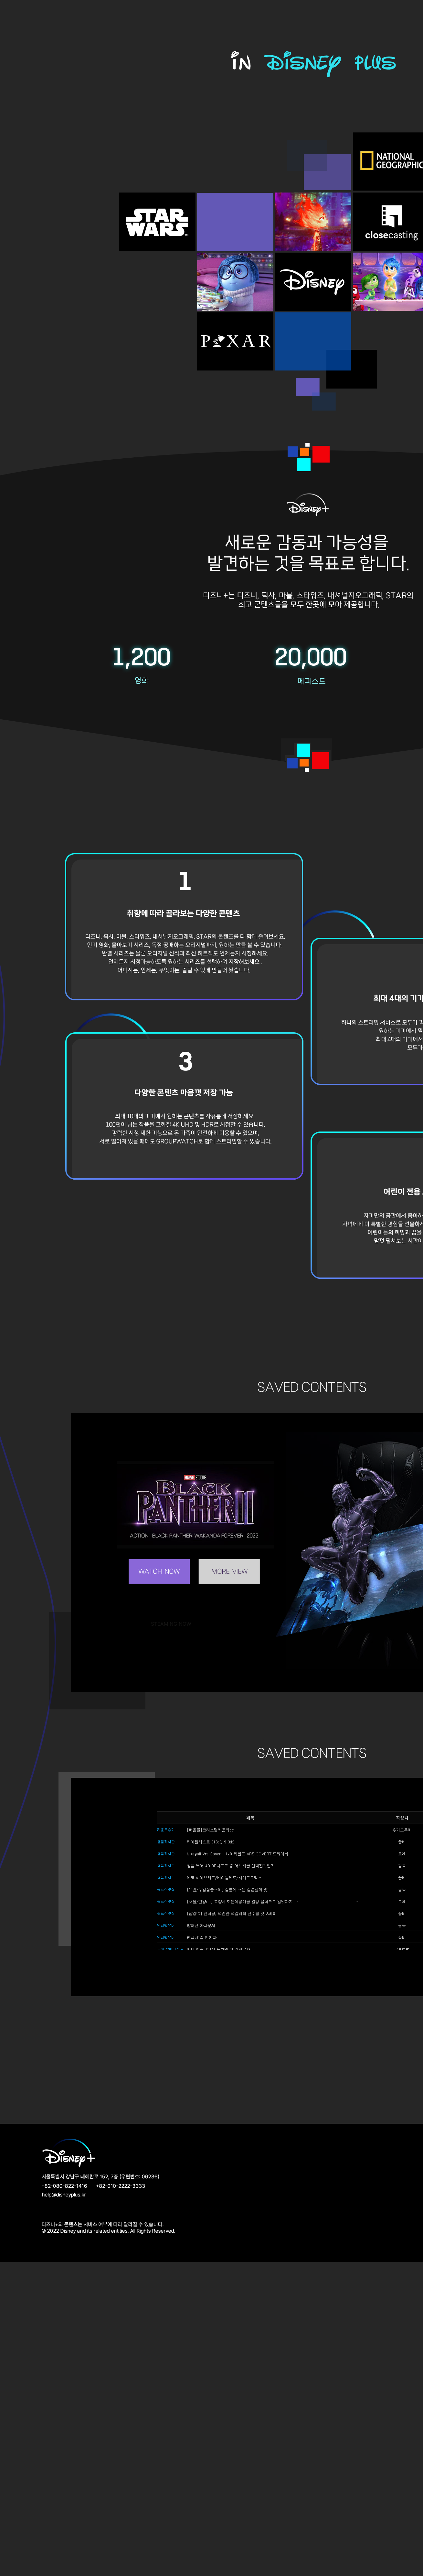 IN DISNEY PLUS
NATIONAL
GEOGRAPHIC
STAR
WARS
closecasting
Disney
PIXAR
Disney+
새로운 감동과 가능성을
발견하는 것을 목표로 합니다.
디즈니+는 디즈니, 픽사, 마블, 스타워즈, 내셔널지오그래픽, STAR의
최고 콘텐츠들을 모두 한곳에 모아 제공합니다.
1,200
영화
20,000
에피소드
1
취향에 따라 골라보는 다양한 콘텐츠
디즈니, 픽사, 마블, 스타워즈, 내셔널지오그래픽, STAR의 콘텐츠를 다 함께 즐겨보세요.
인기 영화, 몰아보기 시리즈, 독점 공개하는 오리지널까지, 원하는 만큼 볼 수 있습니다.
완결 시리즈는 물론 오리지널 신작과 최신 히트작도 언제든지 시청하세요.
언제든지 시청가능하도록 원하는 시리즈를 선택하여 저장해보세요..
어디서든, 언제든, 무엇이든, 즐길 수 있게 만들어 놨습니다.
최대 4대의 기기
하나의 스트리밍 서비스로 모두가
원하는 기기에서
최대 4대의 기기에서
모두가
3
다양한 콘텐츠 마음껏 저장 가능
최대 10대의 기기에서 원하는 콘텐츠를 자유롭게 저장하세요.
100편이 넘는 작품을 고화질 4K UHD 및 HDR로 시청할 수 있습니다.
강력한 시청 제한 기능으로 온 가족이 안전하게 이용할 수 있으며,
서로 떨어져 있을 때에도 GROUPWATCH로 함께 스트리밍할 수 있습니다.
어린이 전용
자기만의 공간에서 좋아하
자녀에게 이 특별한 경험을 선물하
어린이들의 희망과 꿈을
맘껏 펼쳐보는 시간이
SAVED CONTENTS
MARVEL STUDIOS
BLACK
PANTHER II
ACTION BLACK PANTHER:WAKANDA FOREVER 2022
WATCH NOW
MORE VIEW
SAVED CONTENTS
제목
작성자
Disney+
서울특별시 강남구 테헤란로 152, 7층 (우편번호: 06236)
+82-080-822-1416 +82-010-2222-3333
help@disneyplus.kr
디즈니+의 콘텐츠는 서비스 여부에 따라 달라질 수 있습니다.
© 2022 Disney and its related entities. All Rights Reserved.